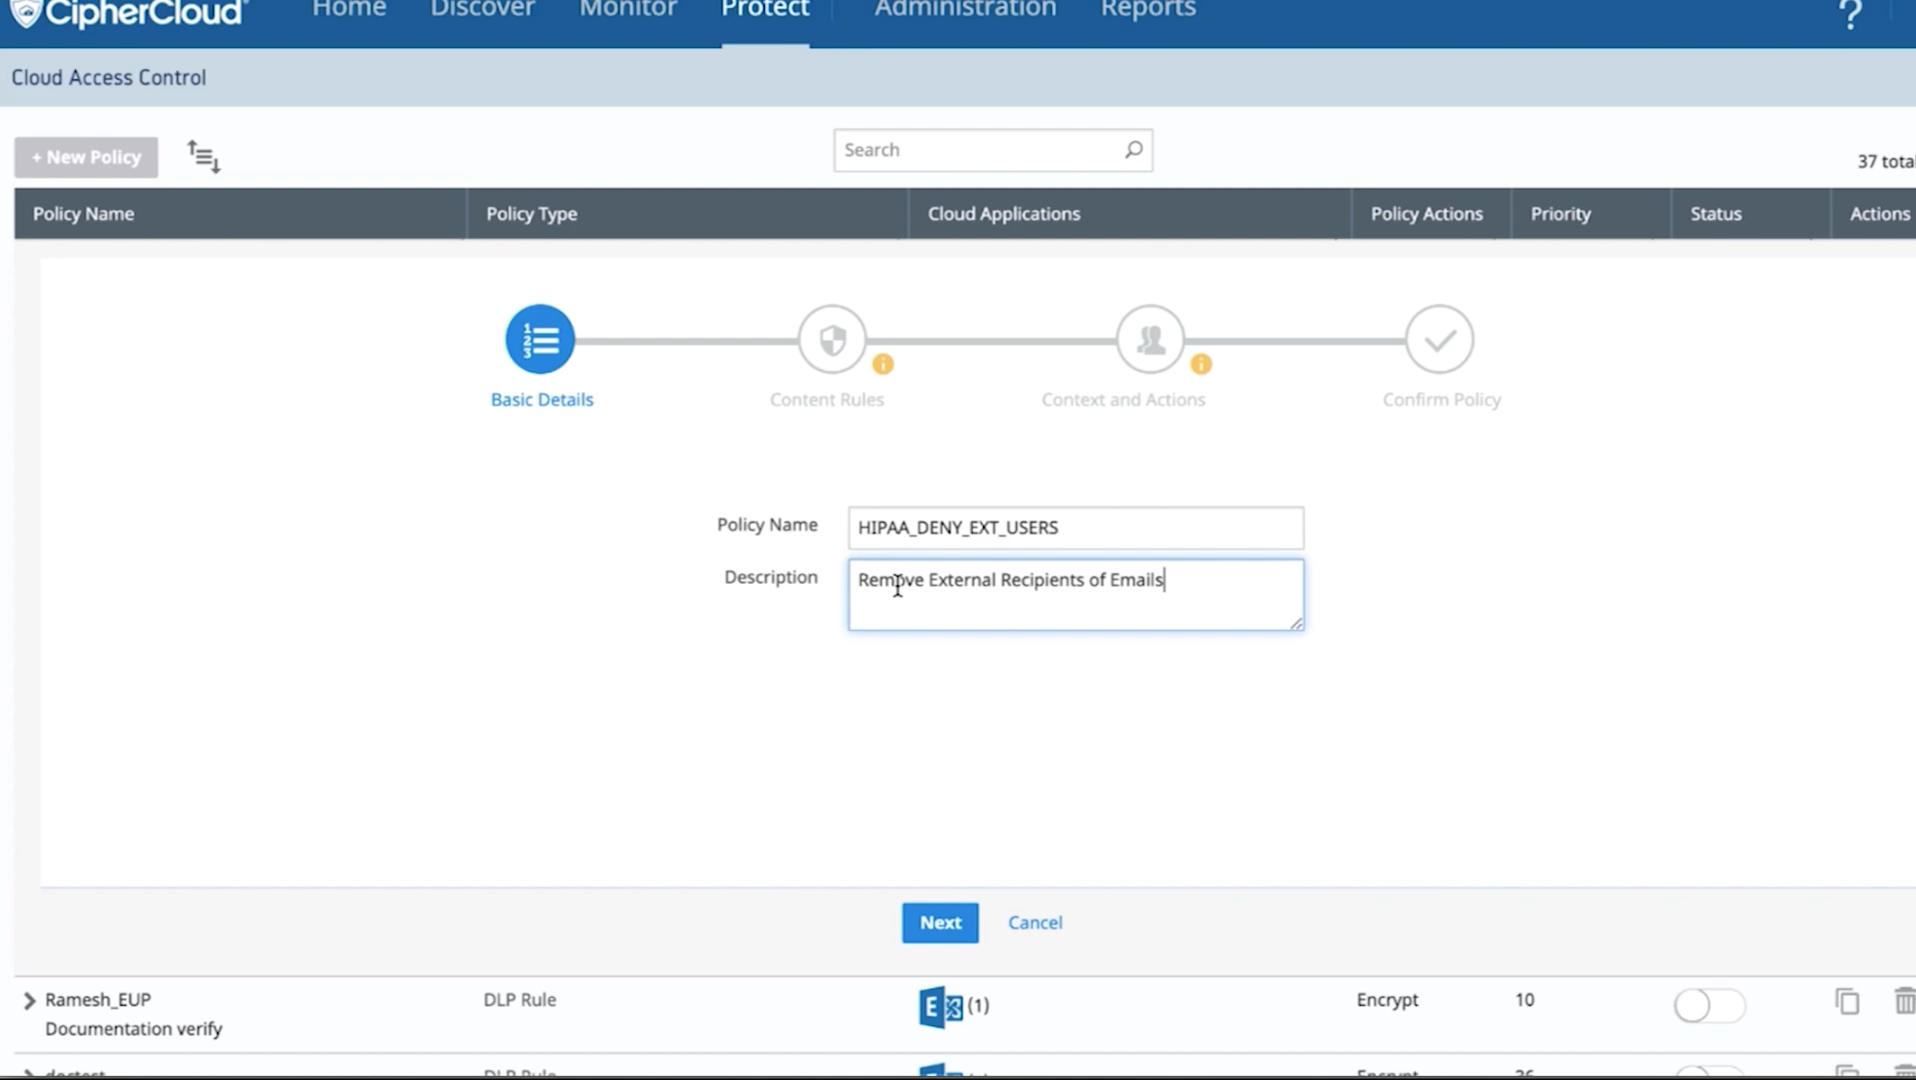 CipherCloud Home Discover Monitor Protect Administration Reports ?
Cloud Access Control
+ New Policy Search 37 total
Policy Name Policy Type Cloud Applications Policy Actions Priority Status Actions
Basic Details Content Rules Context and Actions Confirm Policy
Policy Name HIPAA_DENY_EXT_USERS
Description Remove External Recipients of Emails
Next Cancel
Ramesh_EUP DLP Rule E (1) Encrypt 10
Documentation verify
doctest DLP Rule Encrypt 36